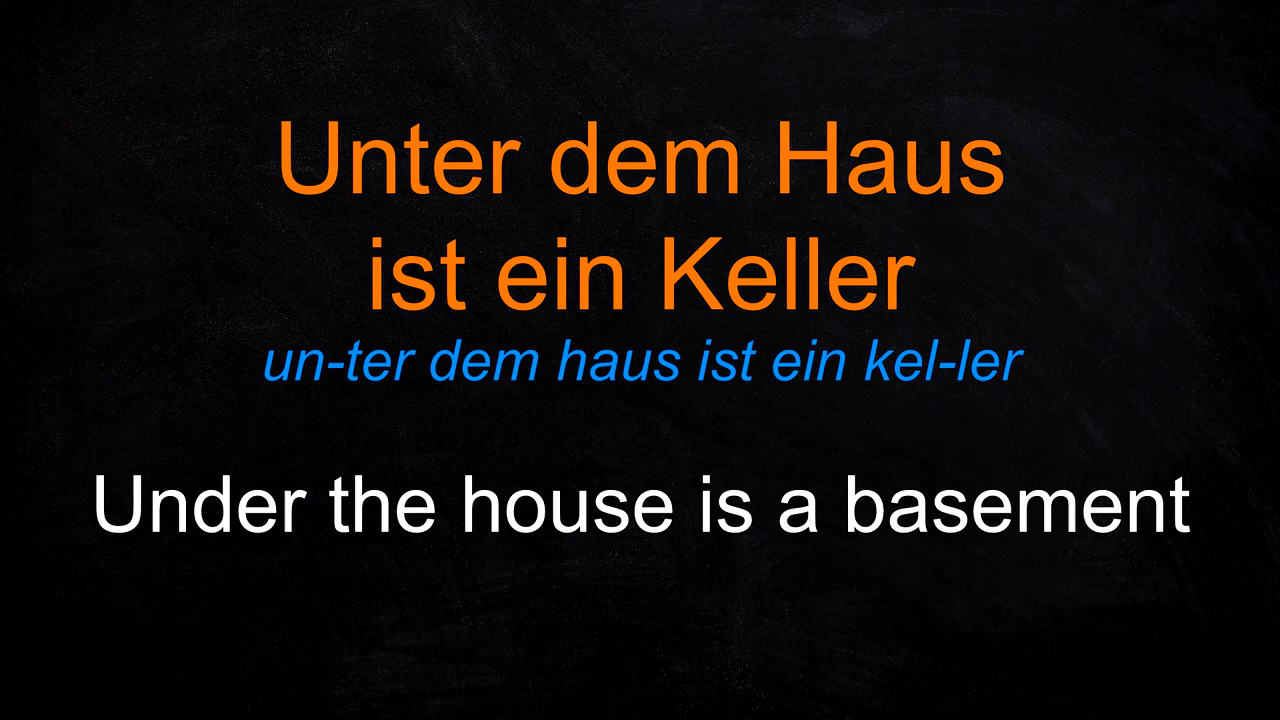 Unter dem Haus
ist ein Keller
un-ter dem haus ist ein kel-ler
Under the house is a basement